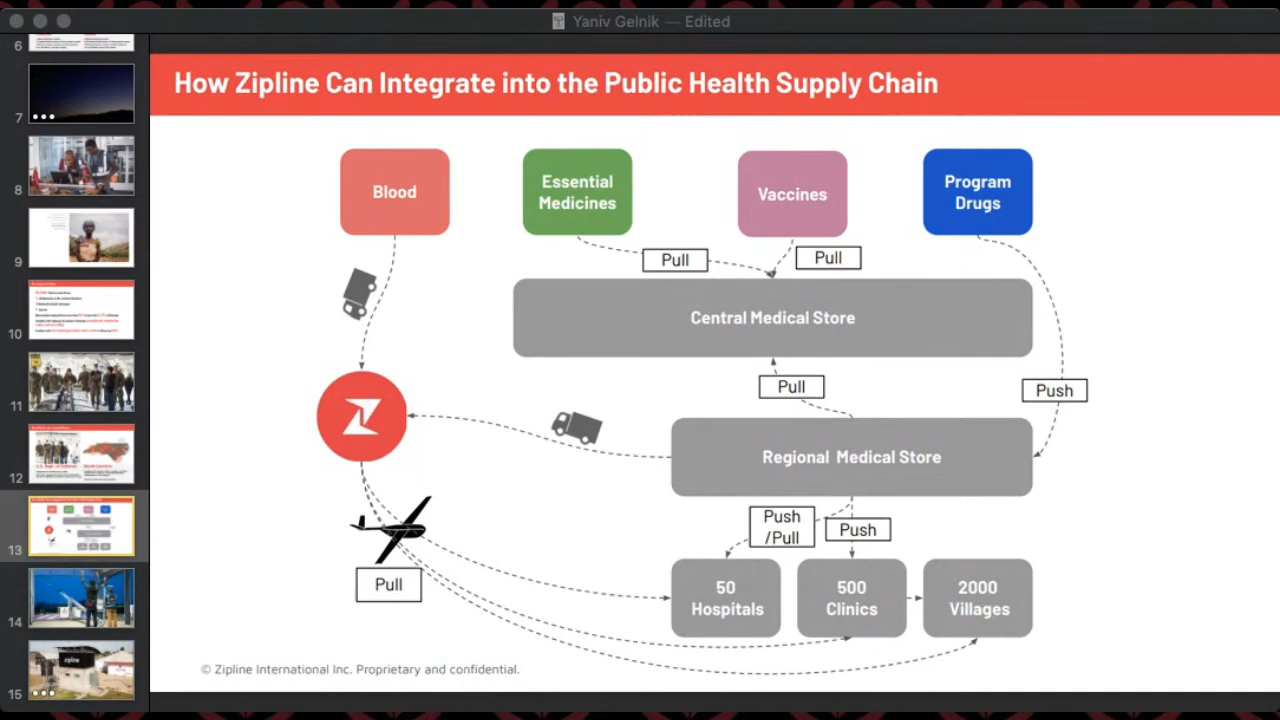 Yaniv Gelnik — Edited
6
7
8
9
10
11
12
13
14
15
How Zipline Can Integrate into the Public Health Supply Chain
Blood
Essential
Medicines
Vaccines
Program
Drugs
Pull
Pull
Central Medical Store
Pull
Push
Regional Medical Store
Push
/Pull
Push
Pull
50
Hospitals
500
Clinics
2000
Villages
© Zipline International Inc. Proprietary and confidential.